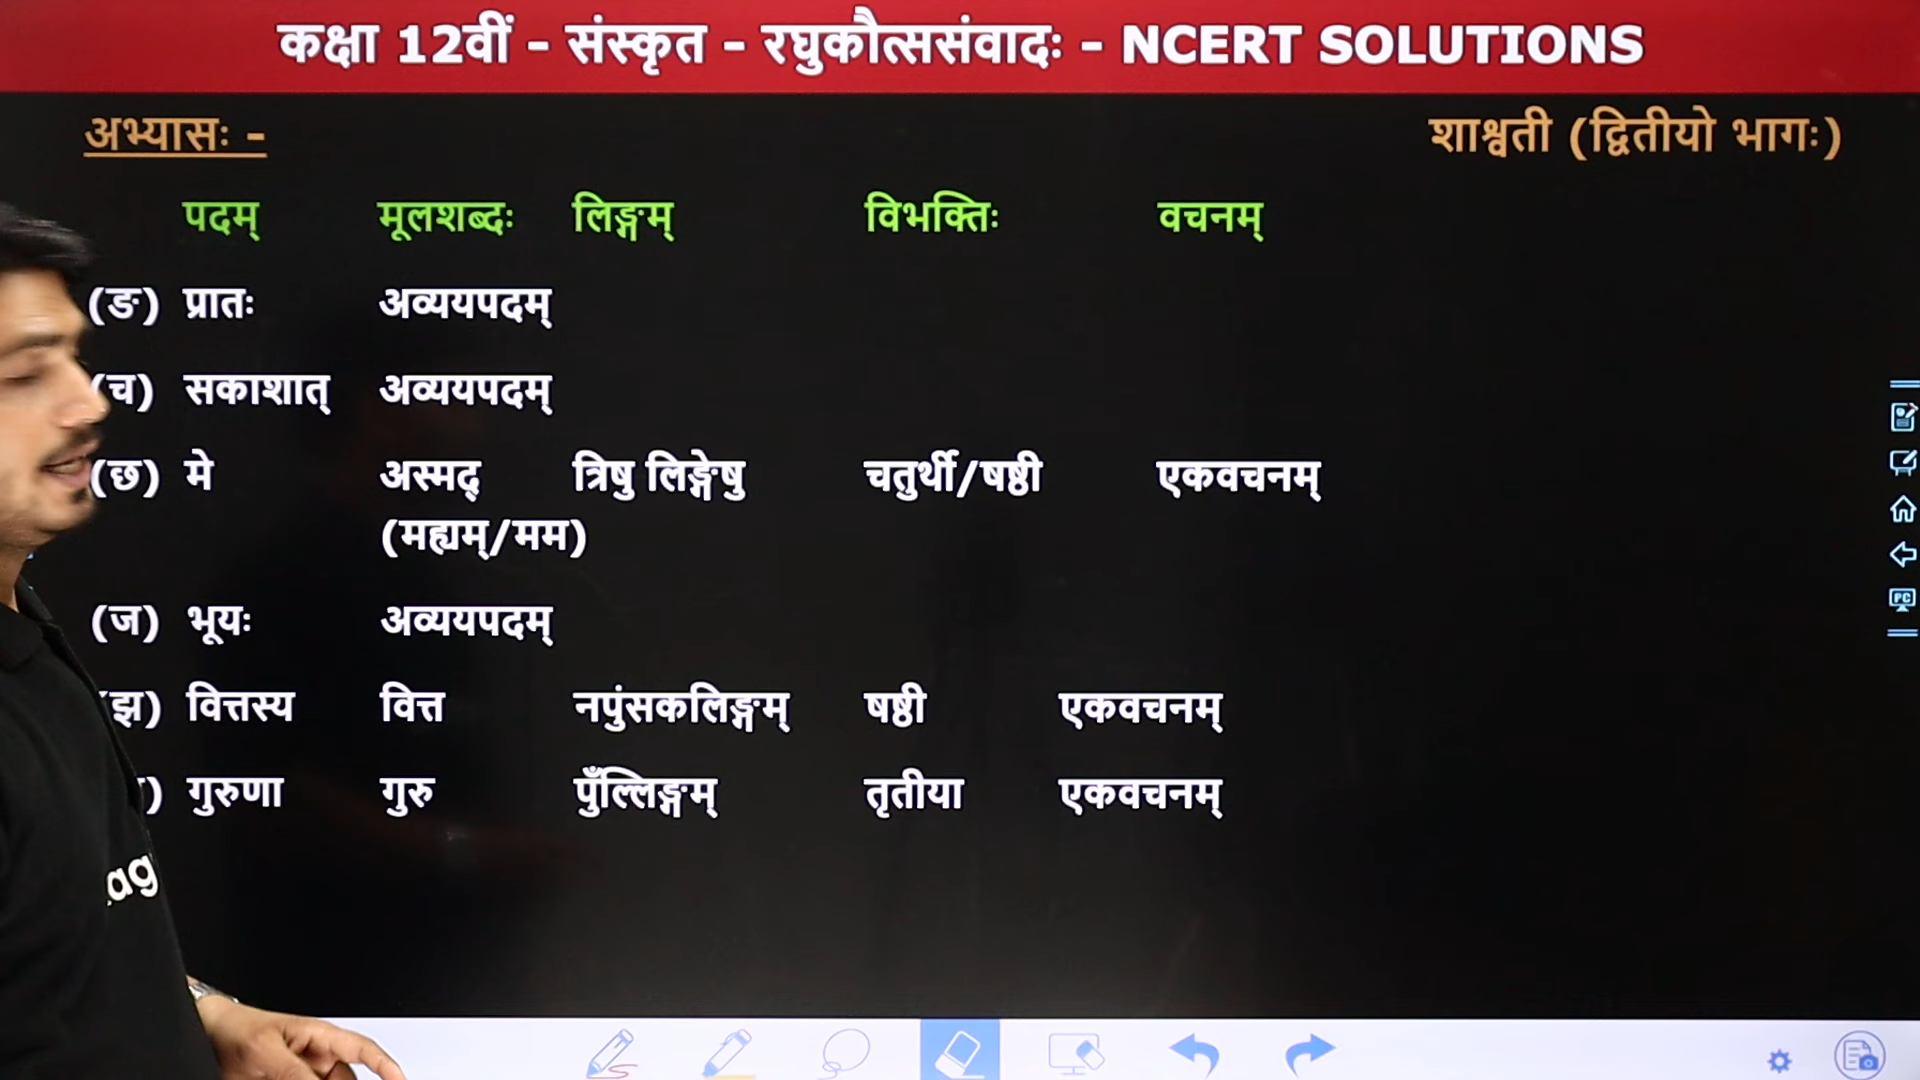 कक्षा 12वीं - संस्कृत - रघुकौत्ससंवादः - NCERT SOLUTIONS
अभ्यासः - शाश्वती (द्वितीयो भागः)
पदम् मूलशब्दः लिङ्गम् विभक्तिः वचनम्
(ङ) प्रातः अव्ययपदम्
(च) सकाशात् अव्ययपदम्
(छ) मे अस्मद् त्रिषु लिङ्गेषु चतुर्थी/षष्ठी एकवचनम्
(मह्यम्/मम)
(ज) भूयः अव्ययपदम्
झ) वित्तस्य वित्त नपुंसकलिङ्गम् षष्ठी एकवचनम्
) गुरुणा गुरु पुँल्लिङ्गम् तृतीया एकवचनम्
PC